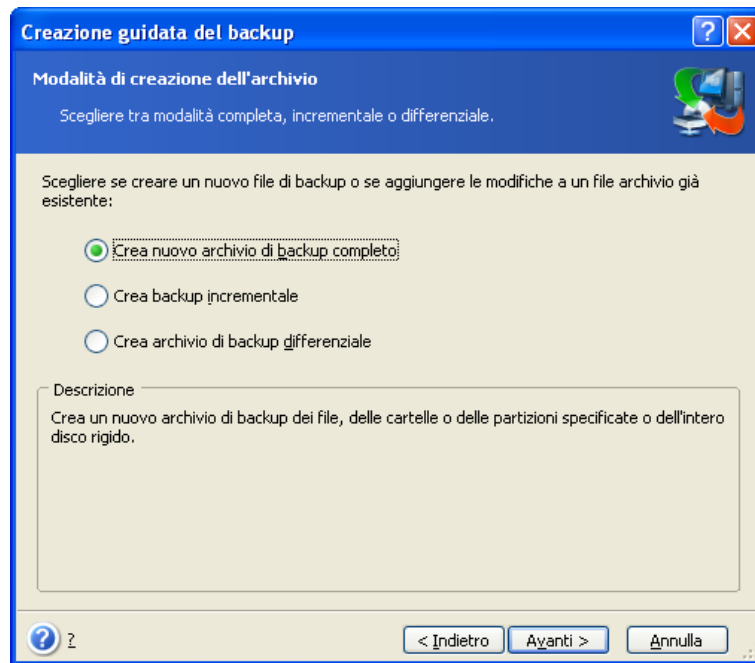 Creazione guidata del backup
Modalità di creazione dell'archivio
Scegliere tra modalità completa, incrementale o differenziale.
Scegliere se creare un nuovo file di backup o se aggiungere le modifiche a un file archivio già
esistente:
Crea nuovo archivio di backup completo
Crea backup incrementale
Crea archivio di backup differenziale
Descrizione
Crea un nuovo archivio di backup dei file, delle cartelle o delle partizioni specificate o dell'intero
disco rigido.
?
< Indietro
Avanti >
Annulla